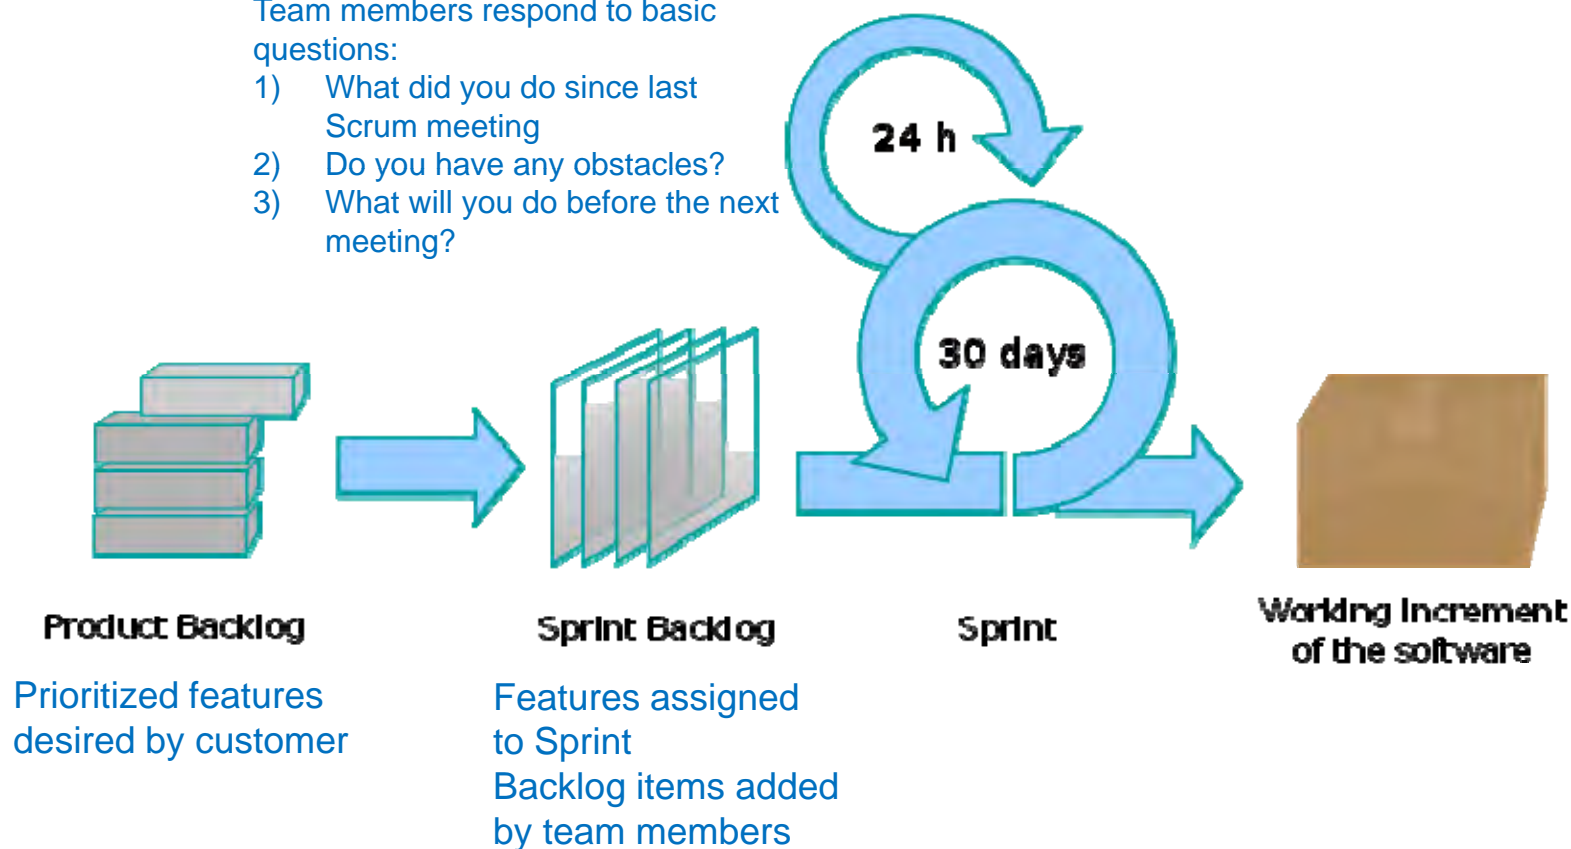 Team members respond to basic
questions:
1) What did you do since last
Scrum meeting
2) Do you have any obstacles?
3) What will you do before the next
meeting?
24 h
30 days
Product Backlog
Sprint Backlog
Sprint
Working Increment
of the software
Prioritized features
desired by customer
Features assigned
to Sprint
Backlog items added
by team members